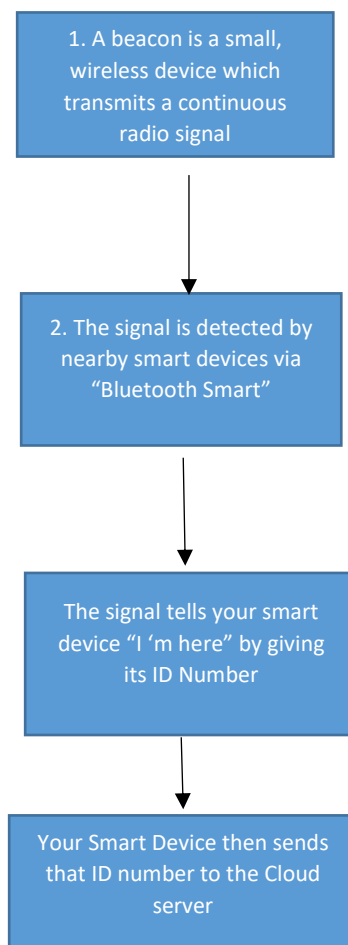 1. A beacon is a small,
wireless device which
transmits a continuous
radio signal
2. The signal is detected by
nearby smart devices via
“Bluetooth Smart”
The signal tells your smart
device “I ‘m here” by giving
its ID Number
Your Smart Device then sends
that ID number to the Cloud
server